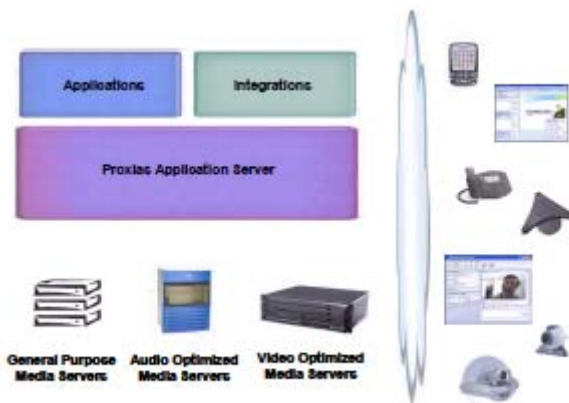 Applications
Integrations
Proxias Application Server
General Purpose
Media Servers
Audio Optimized
Media Servers
Video Optimized
Media Servers